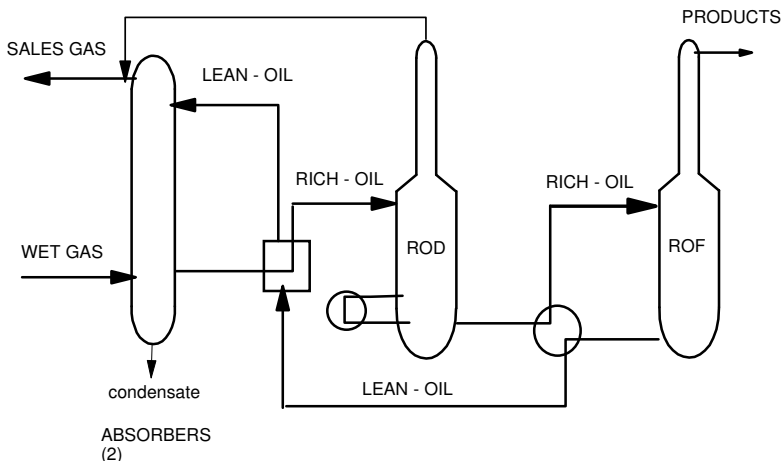 PRODUCTS
SALES GAS
LEAN - OIL
RICH - OIL
RICH - OIL
WET GAS
ROD
ROF
condensate
LEAN - OIL
ABSORBERS
(2)